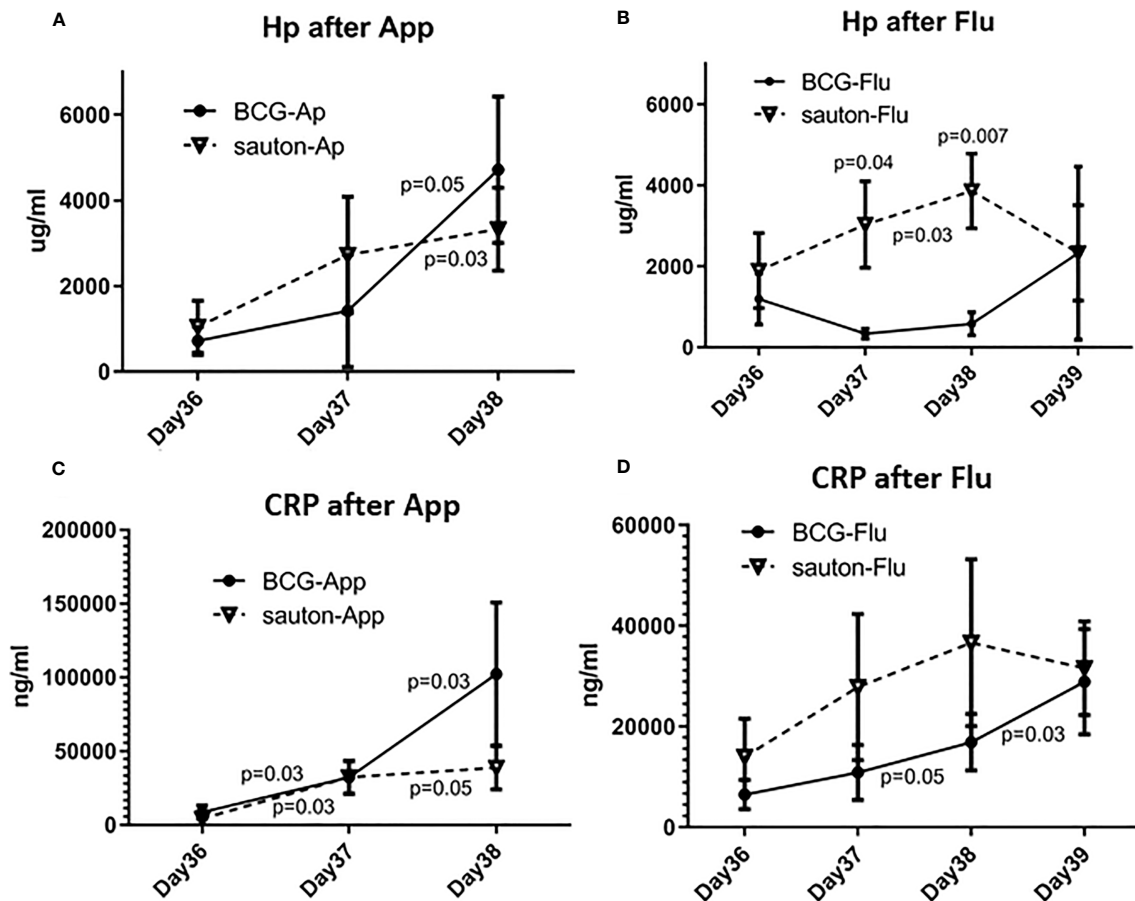 A
Hp after App
6000
4000
2000
0
ug/ml
BCG-Ap
sauton-Ap
p=0.05
p=0.03
Day36
Day37
Day38
B
Hp after Flu
6000
4000
2000
0
ug/ml
BCG-Flu
sauton-Flu
p=0.007
p=0.04
p=0.03
Day36
Day37
Day38
Day39
C
CRP after App
200000
150000
100000
50000
0
ng/ml
BCG-App
sauton-App
p=0.03
p=0.03
p=0.03
p=0.05
Day36
Day37
Day38
D
CRP after Flu
60000
40000
20000
0
ng/ml
BCG-Flu
sauton-Flu
p=0.03
p=0.05
Day36
Day37
Day38
Day39